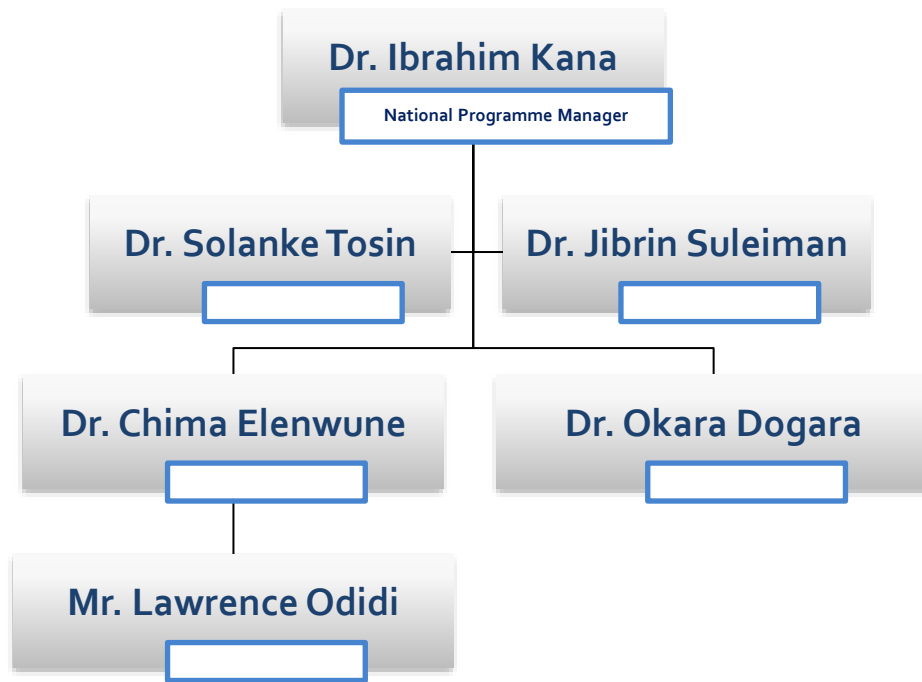 Dr. Ibrahim Kana
National Programme Manager
Dr. Solanke Tosin
Dr. Jibrin Suleiman
Dr. Chima Elenwune
Dr. Okara Dogara
Mr. Lawrence Odidi